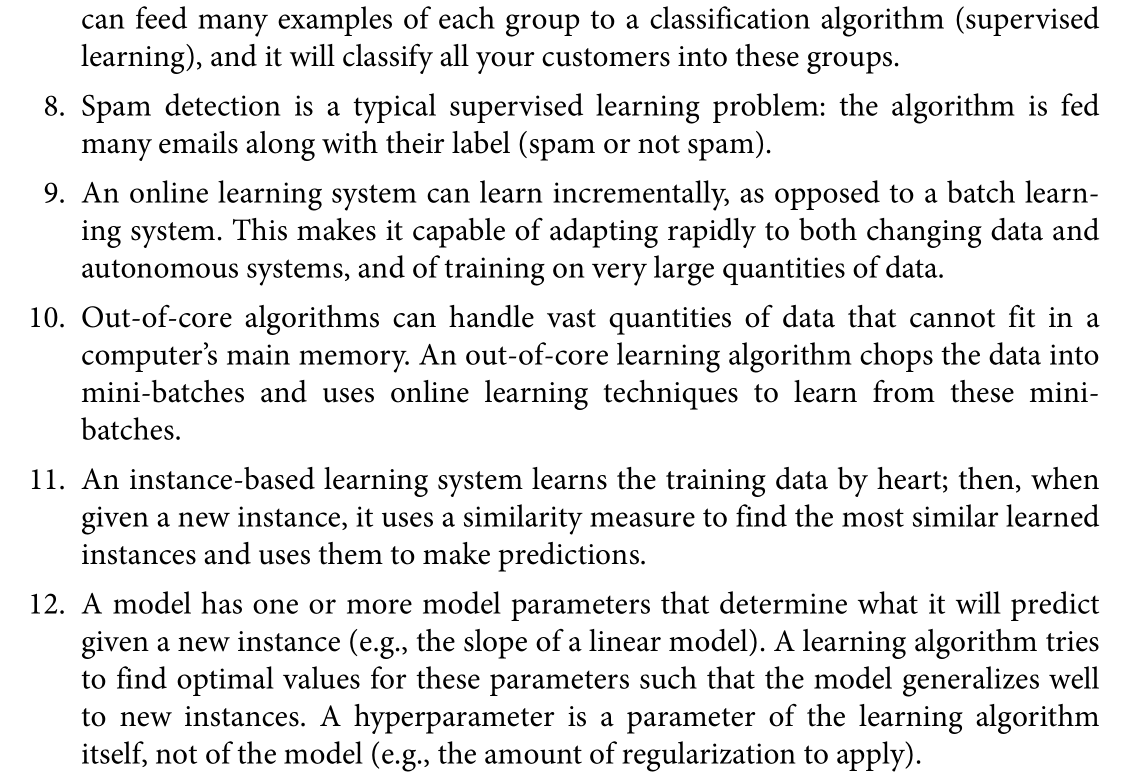 can feed many examples of each group to a classification algorithm (supervised
learning), and it will classify all your customers into these groups.
8. Spam detection is a typical supervised learning problem: the algorithm is fed
many emails along with their label (spam or not spam).
9. An online learning system can learn incrementally, as opposed to a batch learn-
ing system. This makes it capable of adapting rapidly to both changing data and
autonomous systems, and of training on very large quantities of data.
10. Out-of-core algorithms can handle vast quantities of data that cannot fit in a
computer’s main memory. An out-of-core learning algorithm chops the data into
mini-batches and uses online learning techniques to learn from these mini-
batches.
11. An instance-based learning system learns the training data by heart; then, when
given a new instance, it uses a similarity measure to find the most similar learned
instances and uses them to make predictions.
12. A model has one or more model parameters that determine what it will predict
given a new instance (e.g., the slope of a linear model). A learning algorithm tries
to find optimal values for these parameters such that the model generalizes well
to new instances. A hyperparameter is a parameter of the learning algorithm
itself, not of the model (e.g., the amount of regularization to apply).